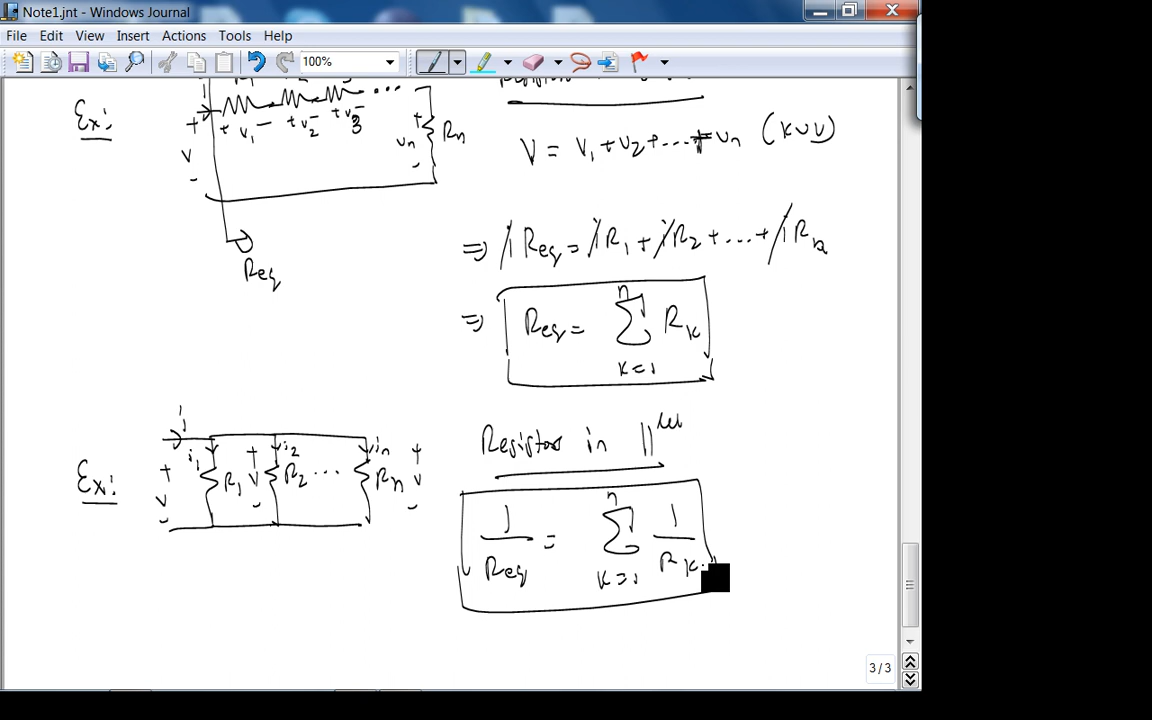 Note1.jnt - Windows Journal
File Edit View Insert Actions Tools Help
100%
Ex:
i
+ v1 - + v2 - + v3 - ...
+ v - + vn - Rn
Req
V = v1 + v2 + ... + vn (KVL)
⇒ i Req = i R1 + i R2 + ... + i Rn
⇒ Req = ∑ n k=1 Rk
Ex:
i
+ v - i1 R1 + v - i2 R2 ... in Rn + v -
Resistors in ||lel
1/Req = ∑ n k=1 1/Rk
3/3